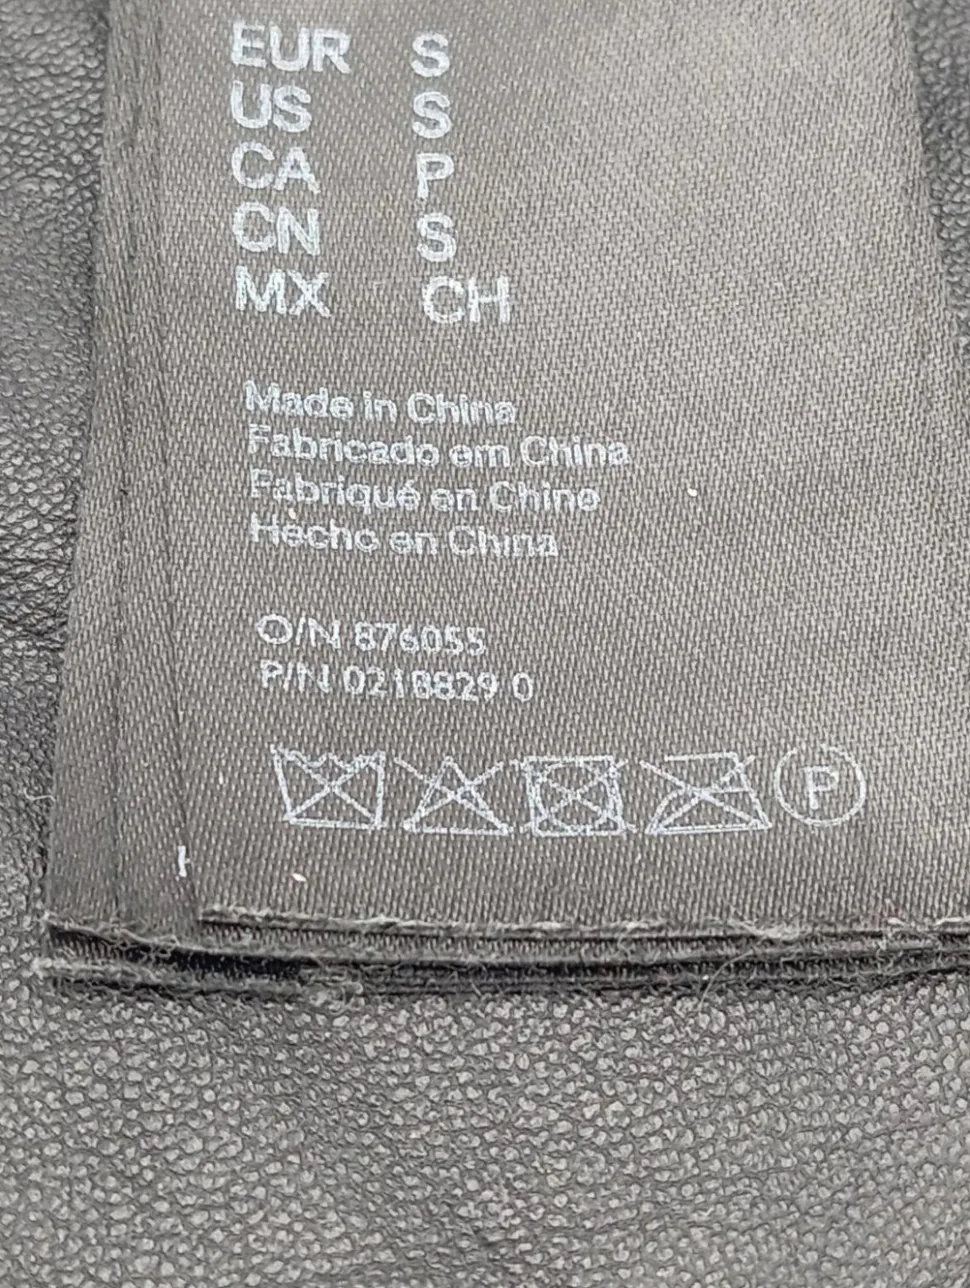 EUR S
US S
CA P
CN S
MX CH
Made in China
Fabricado em China
Fabriqué en Chine
Hecho en China
O/N 876055
P/N 0218829 0
P